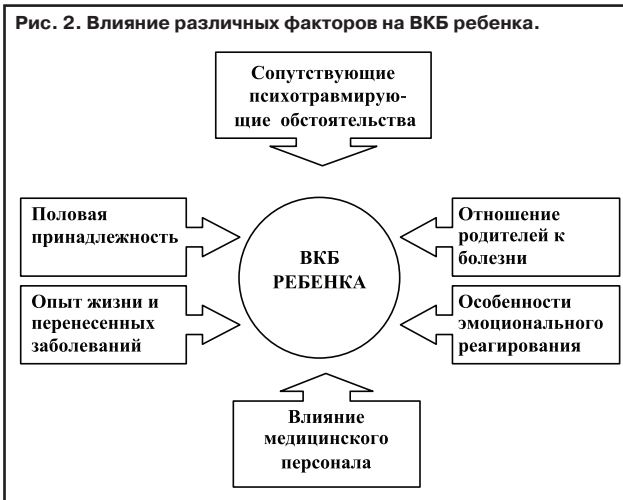 Рис. 2. Влияние различных факторов на ВКБ ребенка.
Сопутствующие
психотравмирую-
щие обстоятельства
Половая
принадлежность
Отношение
родителей к
болезни
ВКБ
РЕБЕНКА
Опыт жизни и
перенесенных
заболеваний
Особенности
эмоционального
реагирования
Влияние
медицинского
персонала